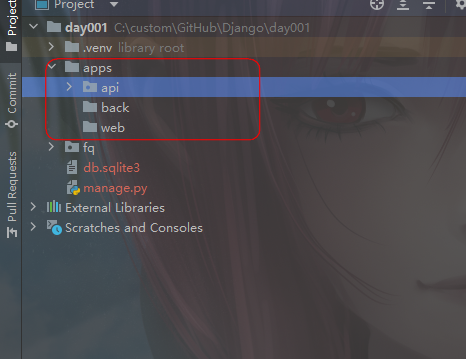 Project
day001 C:\custom\GitHub\Django\day001
.venv library root
apps
api
back
web
fq
db.sqlite3
manage.py
External Libraries
Scratches and Consoles
Project
Commit
Pull Requests